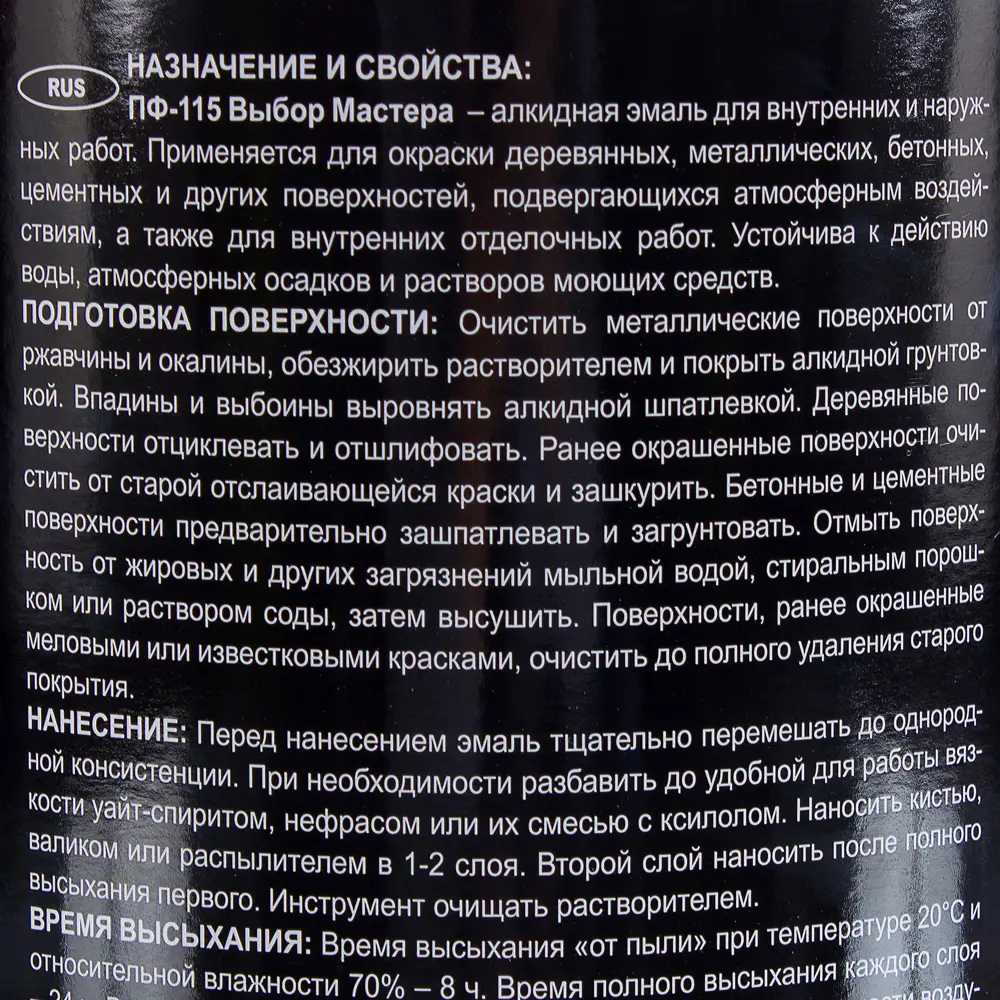 НАЗНАЧЕНИЕ И СВОЙСТВА:
RUS
ПФ-115 Выбор Мастера – алкидная эмаль для внутренних и наруж-
ных работ. Применяется для окраски деревянных, металлических, бетонных,
цементных и других поверхностей, подвергающихся атмосферным воздей-
ствиям, а также для внутренних отделочных работ. Устойчива к действию
воды, атмосферных осадков и растворов моющих средств.
ПОДГОТОВКА ПОВЕРХНОСТИ: Очистить металлические поверхности от
ржавчины и окалины, обезжирить растворителем и покрыть алкидной грунтов-
кой. Впадины и выбоины выровнять алкидной шпатлевкой. Деревянные по-
верхности отциклевать и отшлифовать. Ранее окрашенные поверхности очи-
стить от старой отслаивающейся краски и зашкурить. Бетонные и цементные
поверхности предварительно зашпатлевать и загрунтовать. Отмыть поверх-
ность от жировых и других загрязнений мыльной водой, стиральным порош-
ком или раствором соды, затем высушить. Поверхности, ранее окрашенные
меловыми или известковыми красками, очистить до полного удаления старого
покрытия.
НАНЕСЕНИЕ: Перед нанесением эмаль тщательно перемешать до однород-
ной консистенции. При необходимости разбавить до удобной для работы вяз-
кости уайт-спиритом, нефрасом или их смесью с ксилолом. Наносить кистью,
валиком или распылителем в 1-2 слоя. Второй слой наносить после полного
высыхания первого. Инструмент очищать растворителем.
ВРЕМЯ ВЫСЫХАНИЯ: Время высыхания «от пыли» при температуре 20°С и
относительной влажности 70% – 8 ч. Время полного высыхания каждого слоя
– 24